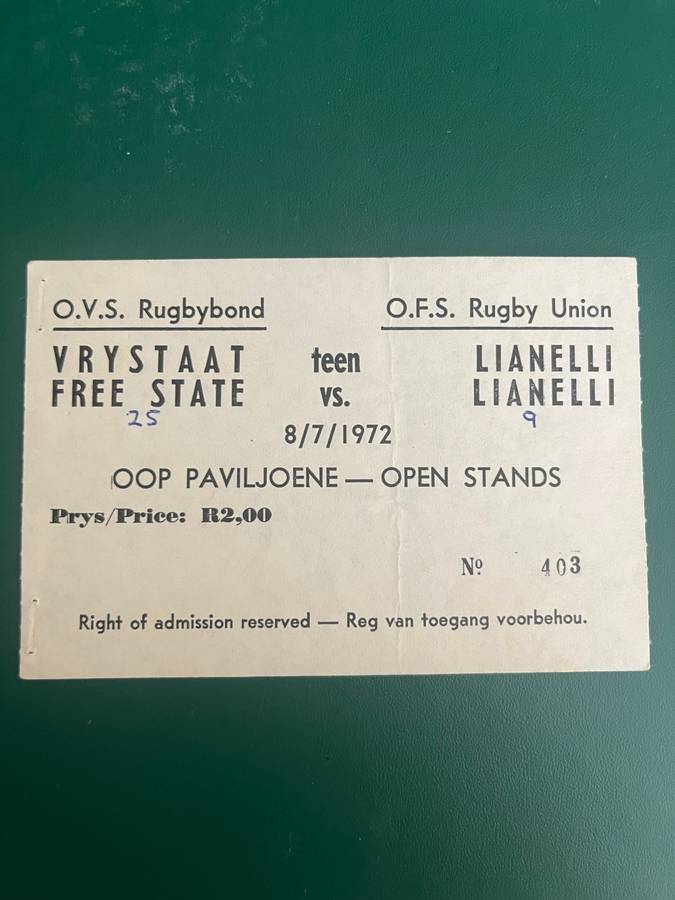 O.V.S. Rugbybond O.F.S. Rugby Union
VRYSTAAT teen LIANELLI
FREE STATE vs. LIANELLI
25 9
8/7/1972
OOP PAVILJOENE — OPEN STANDS
Prys/Price: R2,00
Nº 403
Right of admission reserved — Reg van toegang voorbehou.